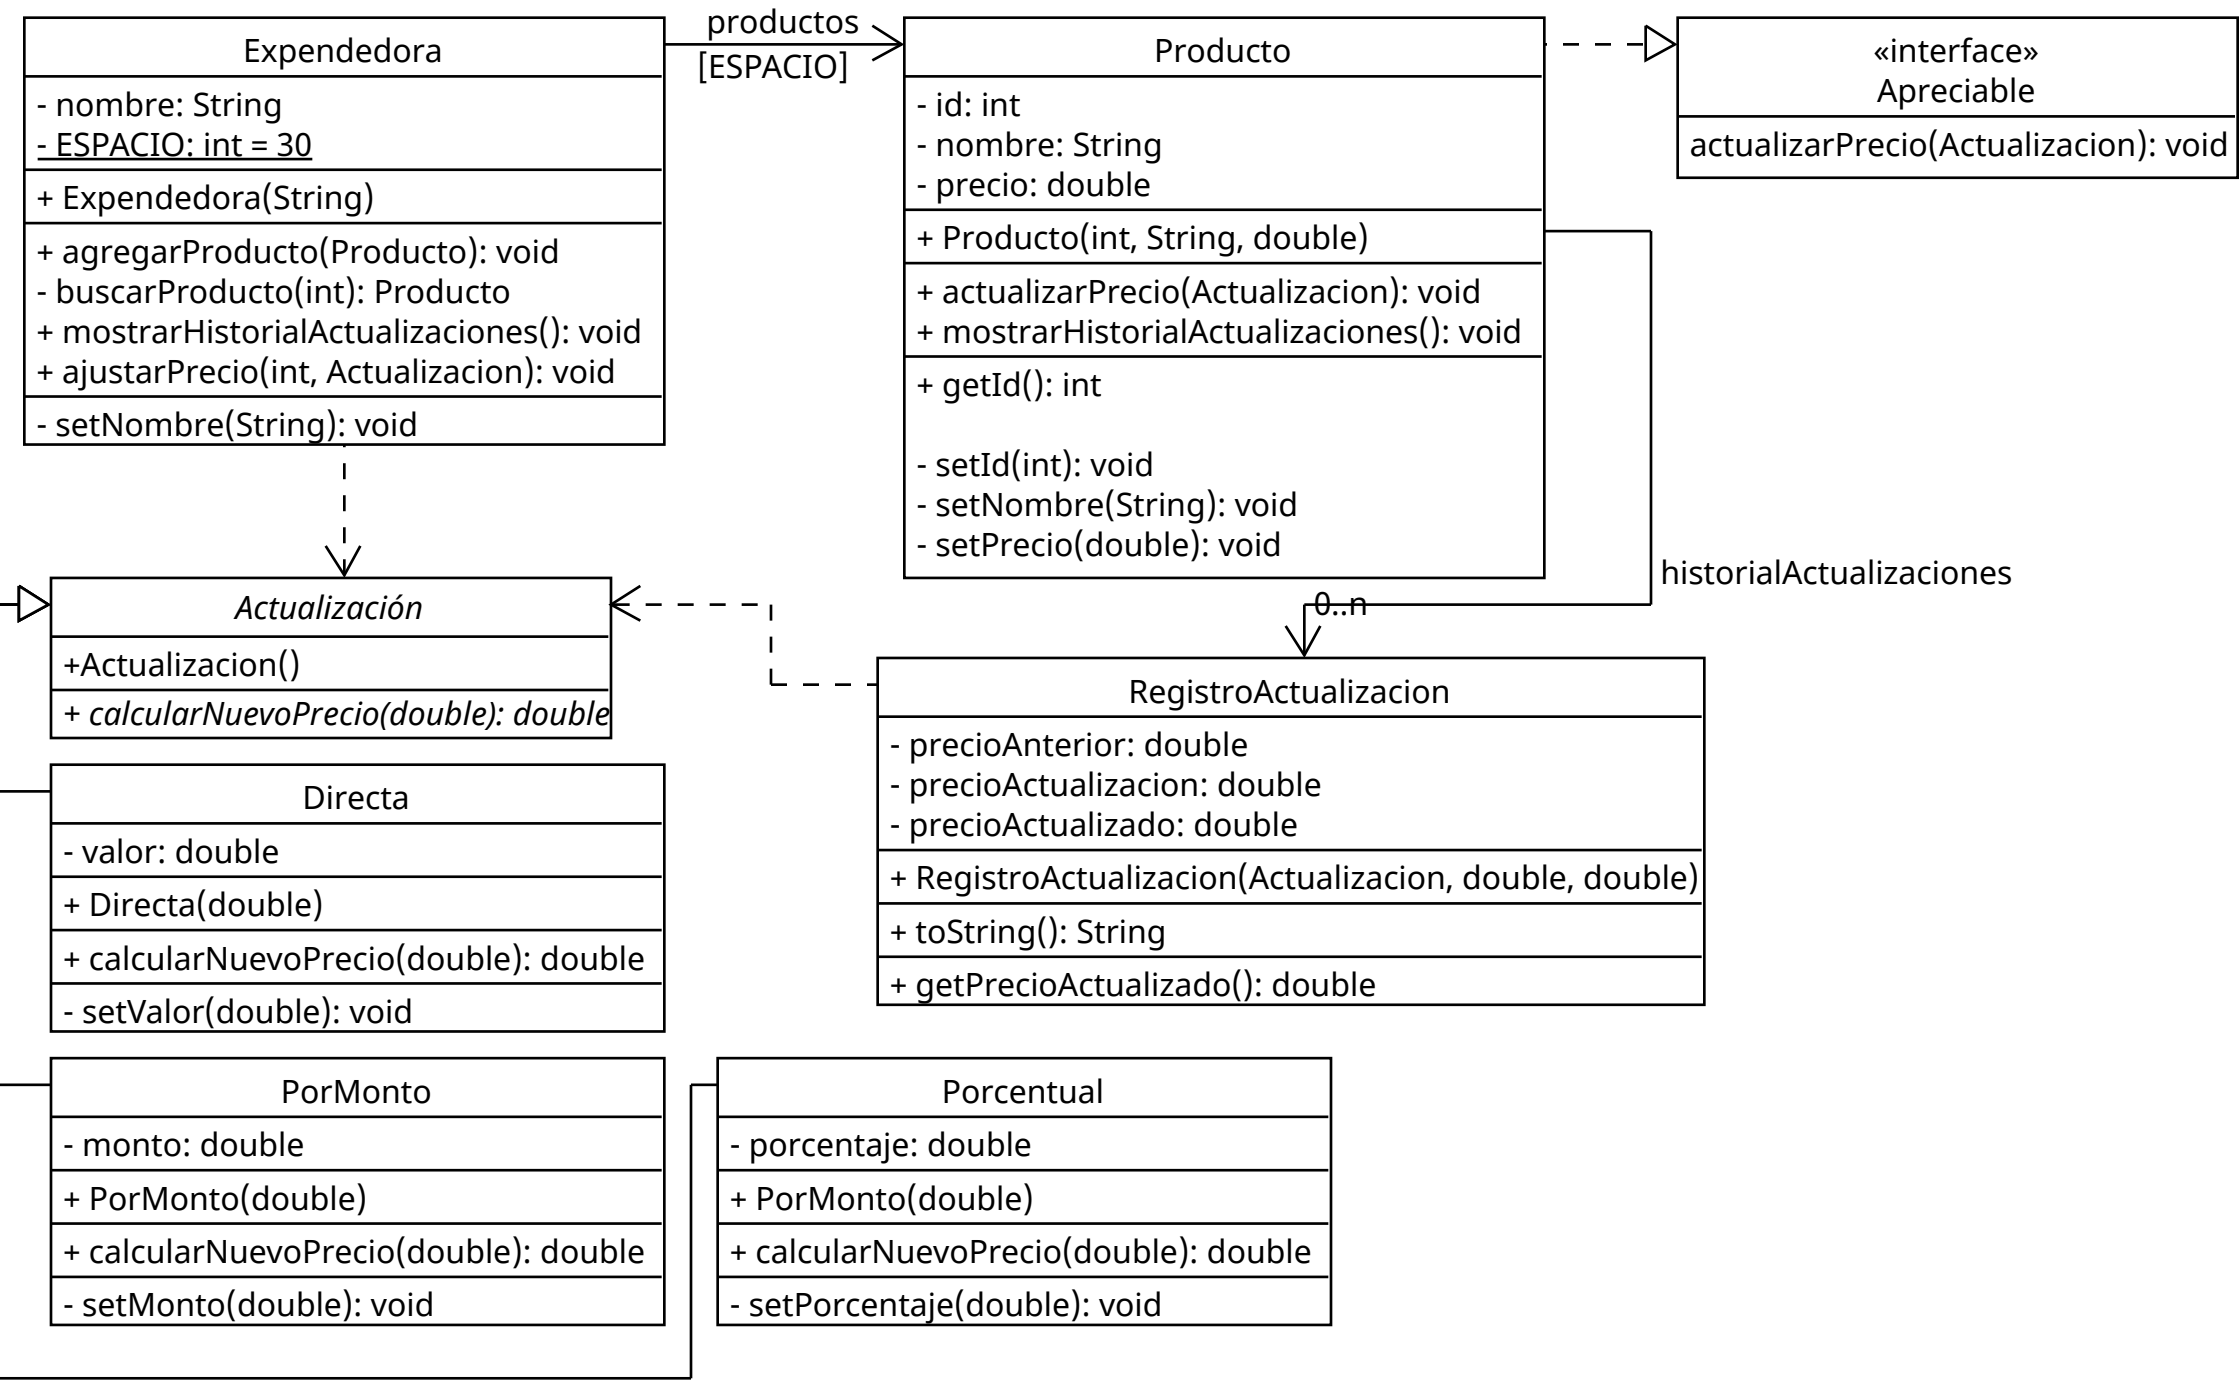 Expendedora
- nombre: String
- ESPACIO: int = 30
+ Expendedora(String)
+ agregarProducto(Producto): void
- buscarProducto(int): Producto
+ mostrarHistorialActualizaciones(): void
+ ajustarPrecio(int, Actualizacion): void
- setNombre(String): void
productos
[ESPACIO]
Producto
- id: int
- nombre: String
- precio: double
+ Producto(int, String, double)
+ actualizarPrecio(Actualizacion): void
+ mostrarHistorialActualizaciones(): void
+ getId(): int
- setId(int): void
- setNombre(String): void
- setPrecio(double): void
«interface»
Apreciable
actualizarPrecio(Actualizacion): void
historialActualizaciones
0..n
Actualización
+Actualizacion()
+ calcularNuevoPrecio(double): double
RegistroActualizacion
- precioAnterior: double
- precioActualizacion: double
- precioActualizado: double
+ RegistroActualizacion(Actualizacion, double, double)
+ toString(): String
+ getPrecioActualizado(): double
Directa
- valor: double
+ Directa(double)
+ calcularNuevoPrecio(double): double
- setValor(double): void
PorMonto
- monto: double
+ PorMonto(double)
+ calcularNuevoPrecio(double): double
- setMonto(double): void
Porcentual
- porcentaje: double
+ PorMonto(double)
+ calcularNuevoPrecio(double): double
- setPorcentaje(double): void